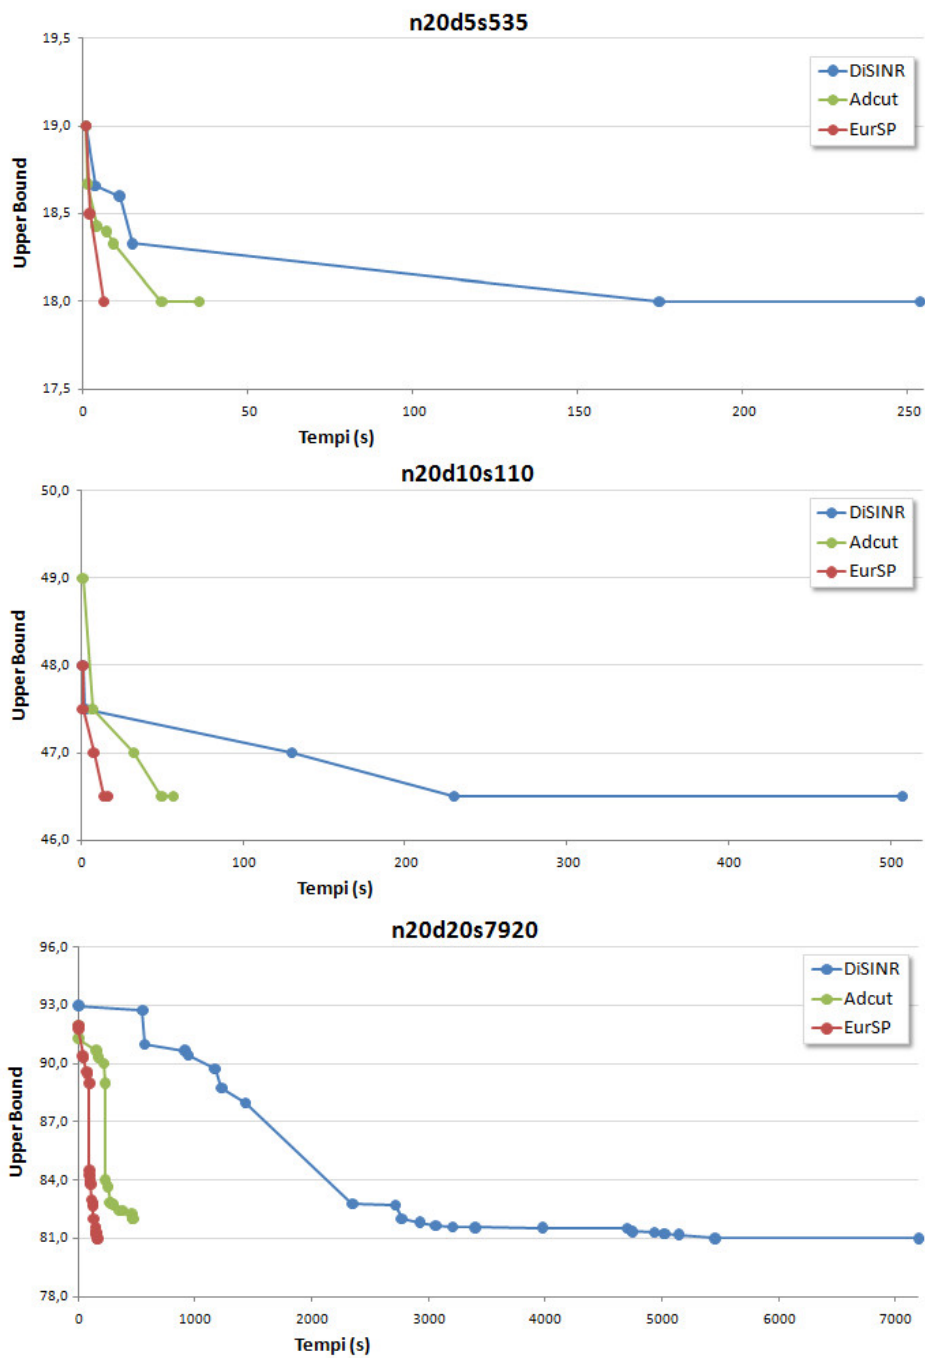 n20d5s535
19,5
19,0
18,5
18,0
17,5
Upper Bound
DiSINR
Adcut
EurSP
0 50 100 150 200 250
Tempi (s)
n20d10s110
50,0
49,0
48,0
47,0
46,0
Upper Bound
DiSINR
Adcut
EurSP
0 100 200 300 400 500
Tempi (s)
n20d20s7920
96,0
93,0
90,0
87,0
84,0
81,0
78,0
Upper Bound
DiSINR
Adcut
EurSP
0 1000 2000 3000 4000 5000 6000 7000
Tempi (s)